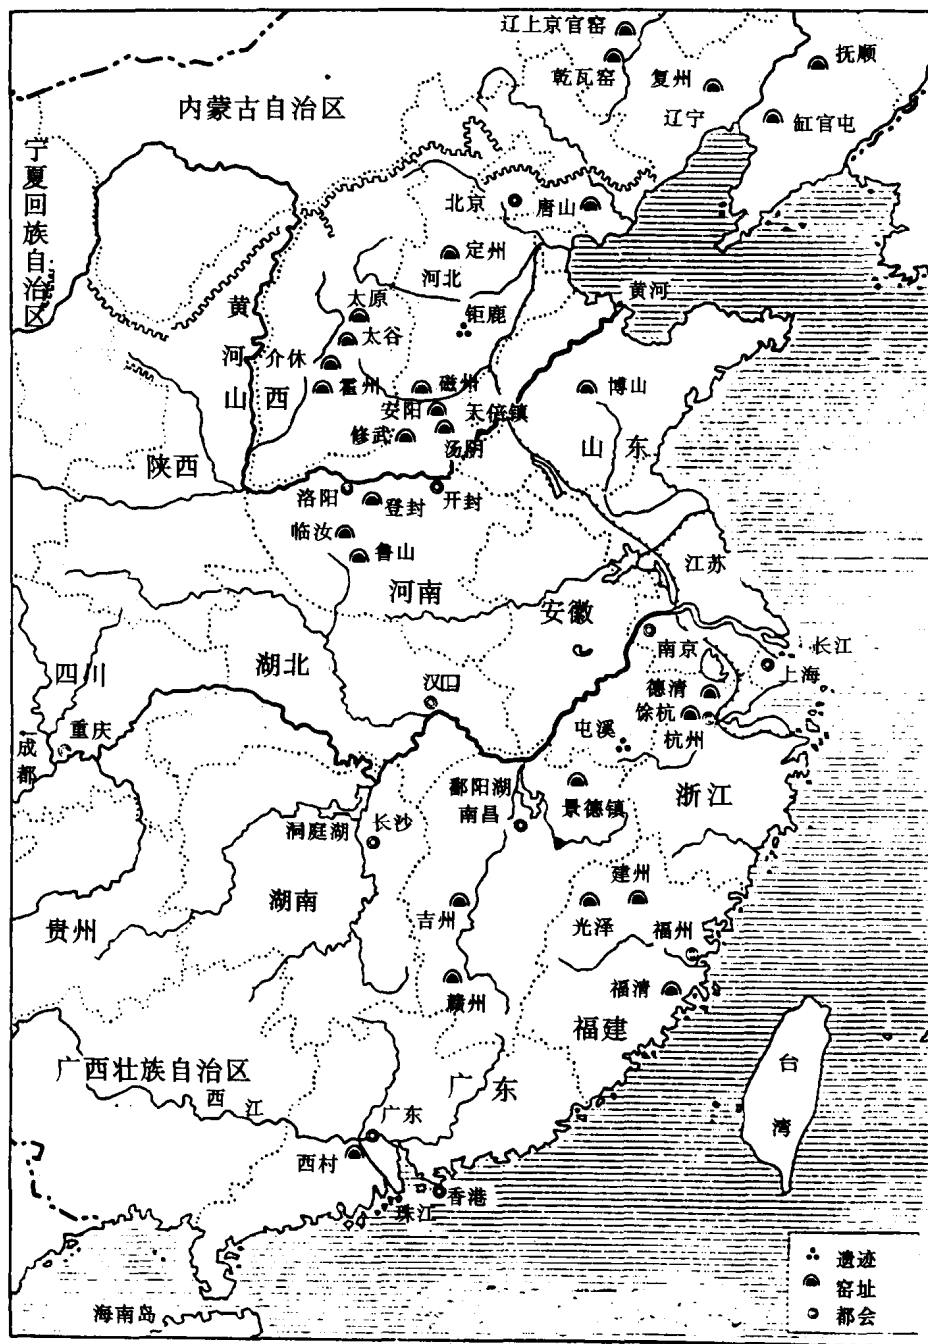 辽上京官窑
乾瓦窑
复州
抚顺
辽宁
缸官屯
内蒙古自治区
宁夏回族自治区
北京
唐山
定州
河北
黄河
太原
钜鹿
黄河
太谷
介休
霍州
磁州
博山
山西
安阳
修武
汤阴
山东
陕西
洛阳
登封
开封
临汝
鲁山
河南
江苏
安徽
南京
长江
上海
四川
湖北
汉口
德清
馀杭
杭州
屯溪
成都
重庆
鄱阳湖
南昌
景德镇
浙江
洞庭湖
长沙
湖南
贵州
吉州
建州
光泽
福州
赣州
福清
福建
台湾
广西壮族自治区
西江
广东
广东
西村
香港
珠江
海南岛
遗迹
窑址
都会